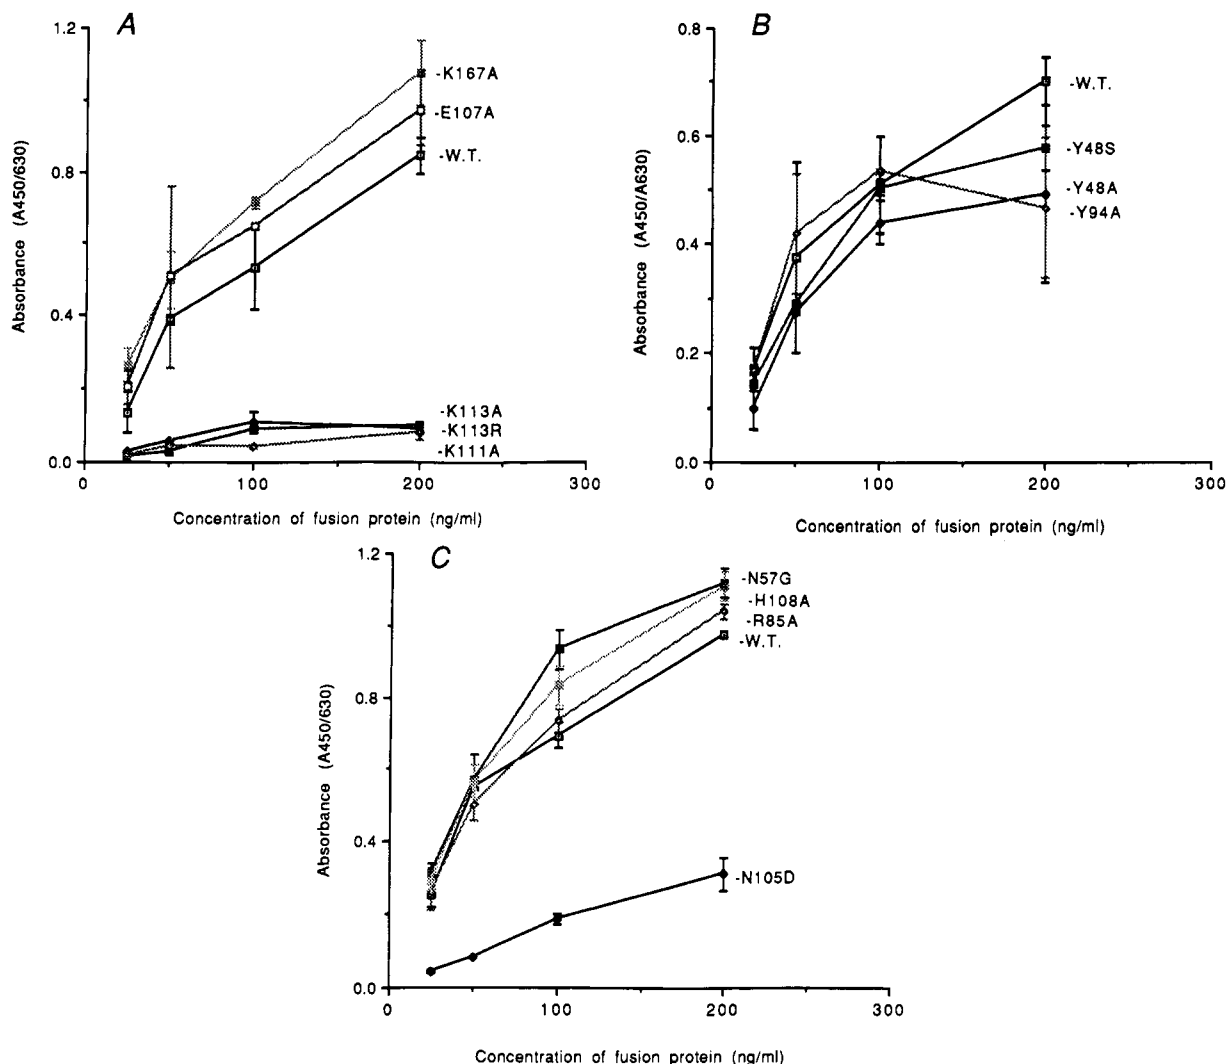 A
1.2
0.8
0.4
0.0
Absorbance (A450/630)
-K167A
-E107A
-W.T.
-K113A
-K113R
-K111A
0 100 200 300
Concentration of fusion protein (ng/ml)
B
0.8
0.6
0.4
0.2
0.0
Absorbance (A450/A630)
-W.T.
-Y48S
-Y48A
-Y94A
0 100 200 300
Concentration of fusion protein (ng/ml)
C
1.2
0.8
0.4
0.0
Absorbance (A450/630)
-N57G
-H108A
-R85A
-W.T.
-N105D
0 100 200 300
Concentration of fusion protein (ng/ml)